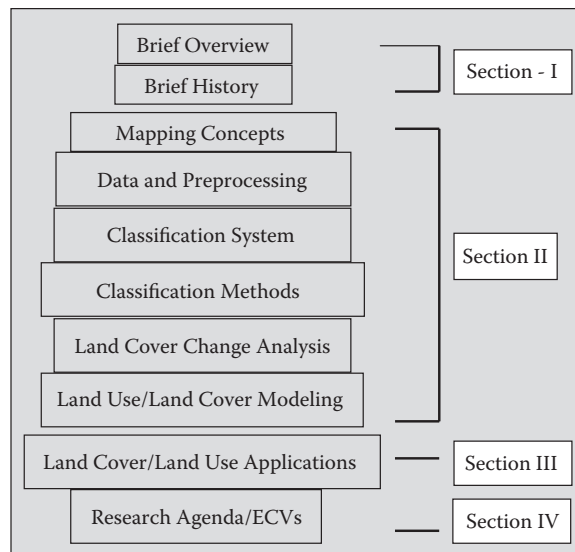 Brief Overview
Brief History
Section - I
Mapping Concepts
Data and Preprocessing
Classification System
Classification Methods
Land Cover Change Analysis
Land Use/Land Cover Modeling
Section II
Land Cover/Land Use Applications
Section III
Research Agenda/ECVs
Section IV